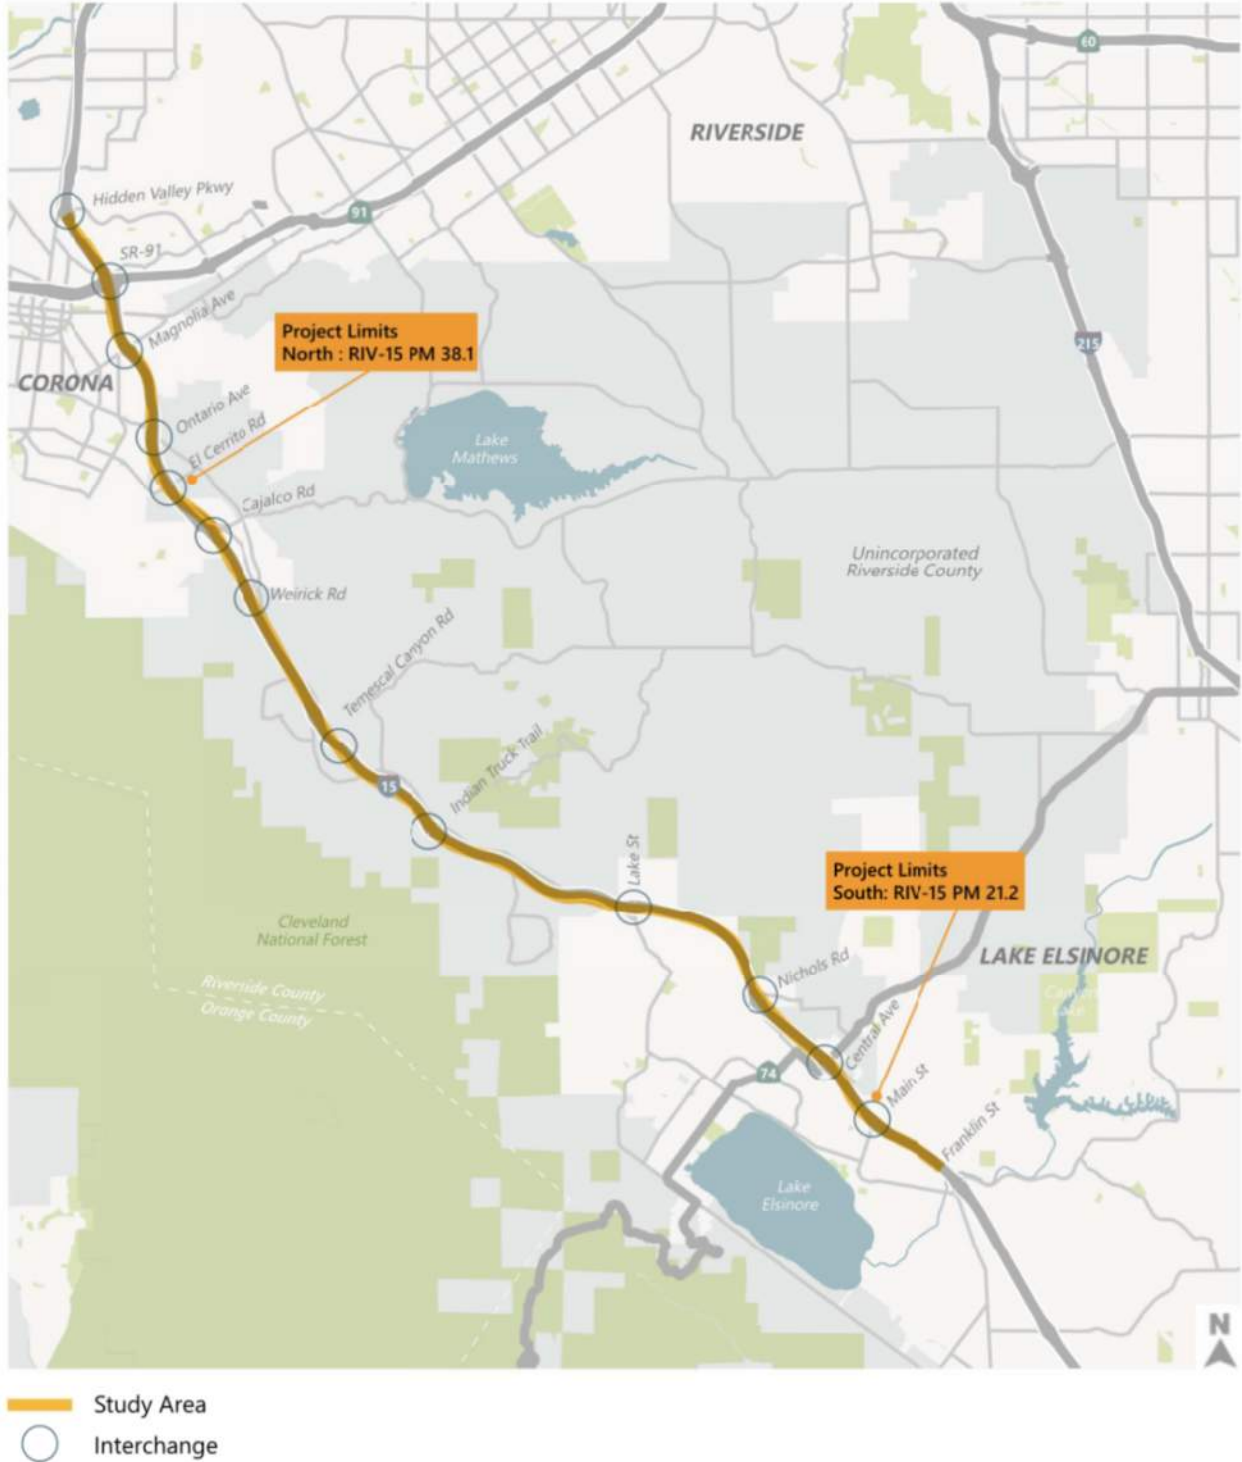 60
RIVERSIDE
Hidden Valley Pkwy
91
SR-91
Magnolia Ave
Project Limits
North : RIV-15 PM 38.1
215
CORONA
Ontario Ave
El Cerrito Rd
Lake
Mathews
Cajalco Rd
Unincorporated
Riverside County
Weirick Rd
Temescal Canyon Rd
15
Indian Truck Trail
Lake St
Project Limits
South: RIV-15 PM 21.2
Cleveland
National Forest
LAKE ELSINORE
Nichols Rd
Riverside County
Orange County
Canyon
Lake
Central Ave
74
Main St
Franklin St
Lake
Elsinore
N
Study Area
Interchange